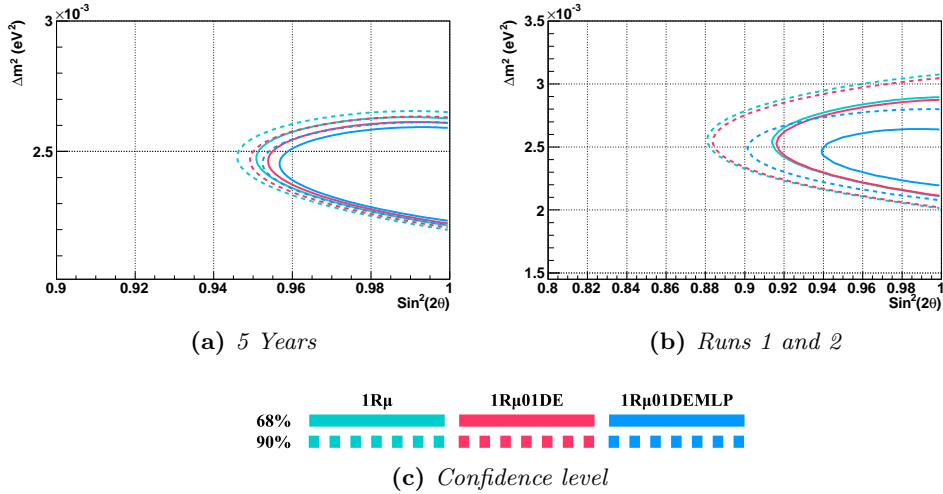 ×10⁻³
Δm² (eV²)
3
2.5
0.9 0.92 0.94 0.96 0.98 1
Sin²(2θ)
(a) 5 Years
×10⁻³
Δm² (eV²)
3.5
3
2.5
2
1.5
0.8 0.82 0.84 0.86 0.88 0.9 0.92 0.94 0.96 0.98 1
Sin²(2θ)
(b) Runs 1 and 2
1Rμ 1Rμ01DE 1Rμ01DEMLP
68%
90%
(c) Confidence level